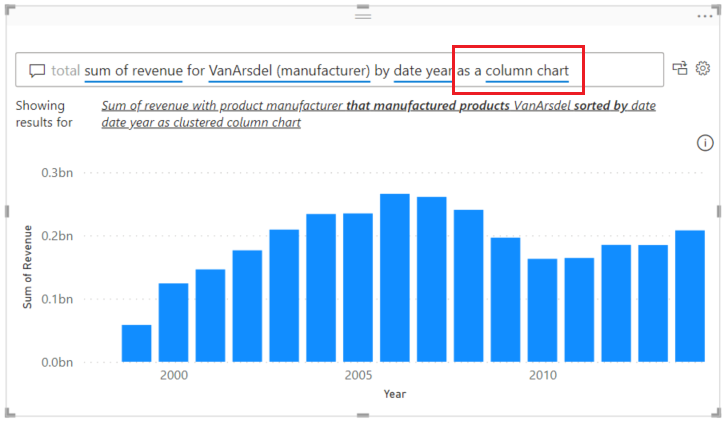 total sum of revenue for VanArsdel (manufacturer) by date year as a column chart
Showing results for
Sum of revenue with product manufacturer that manufactured products VanArsdel sorted by date
date year as clustered column chart
0.3bn
0.2bn
0.1bn
0.0bn
Sum of Revenue
2000 2005 2010
Year